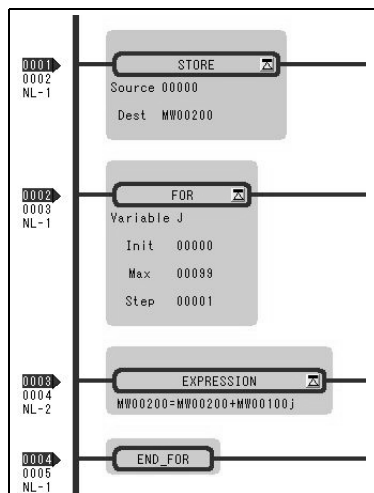 0001
0002
NL-1
STORE
Source 00000
Dest MW00200
0002
0003
NL-1
FOR
Variable J
Init 00000
Max 00099
Step 00001
0003
0004
NL-2
EXPRESSION
MW00200=MW00200+MW00100j
0004
0005
NL-1
END_FOR